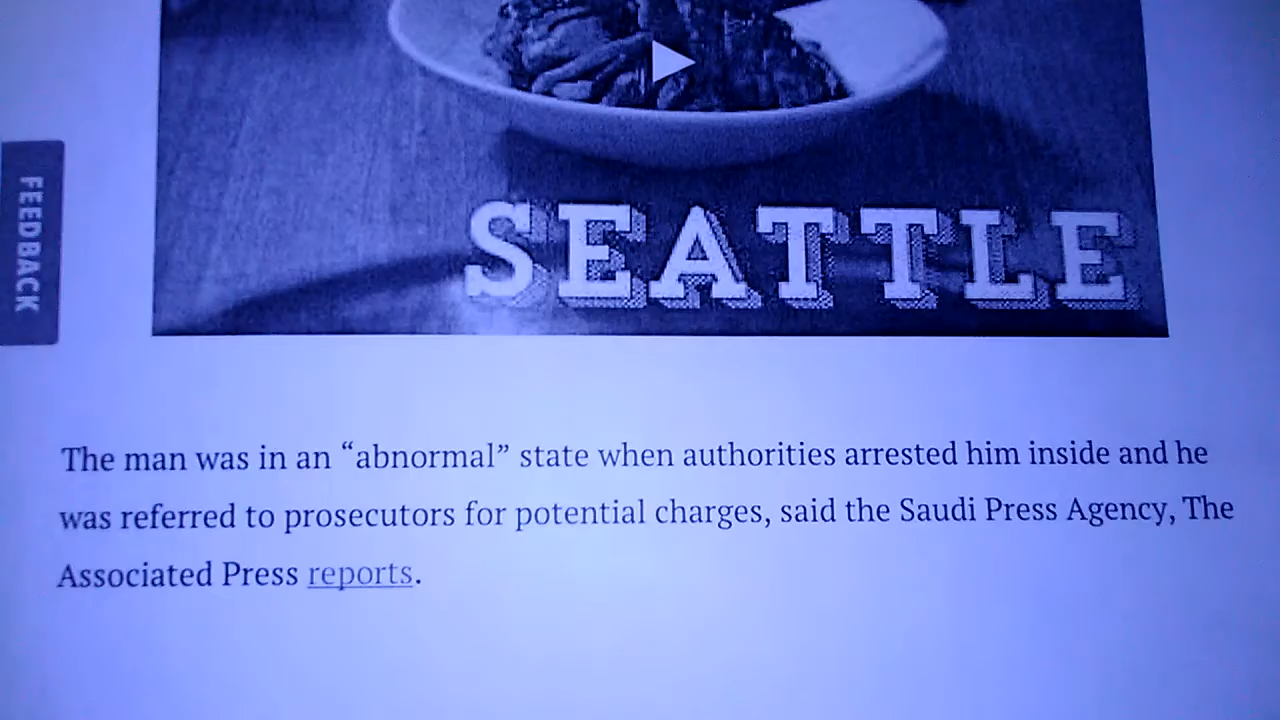 SEATTLE
FEEDBACK
The man was in an “abnormal” state when authorities arrested him inside and he
was referred to prosecutors for potential charges, said the Saudi Press Agency, The
Associated Press reports.